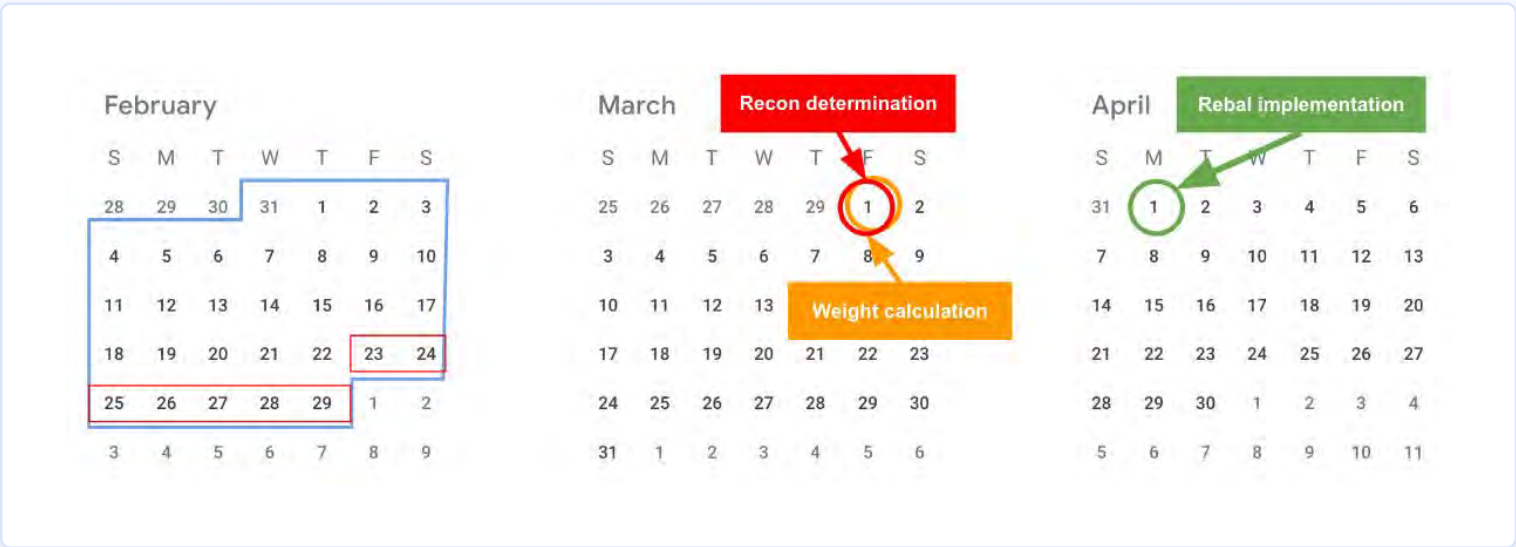 February
March
Recon determination
April
Rebal implementation
S M T W T F S
S M T W T F S
S M T W T F S
28 29 30 31 1 2 3
25 26 27 28 29 1 2
31 1 2 3 4 5 6
4 5 6 7 8 9 10
3 4 5 6 7 8 9
7 8 9 10 11 12 13
11 12 13 14 15 16 17
10 11 12 13
Weight calculation
14 15 16 17 18 19 20
18 19 20 21 22 23 24
17 18 19 20 21 22 23
21 22 23 24 25 26 27
25 26 27 28 29 1 2
24 25 26 27 28 29 30
28 29 30 1 2 3 4
3 4 5 6 7 8 9
31 1 2 3 4 5 6
5 6 7 8 9 10 11